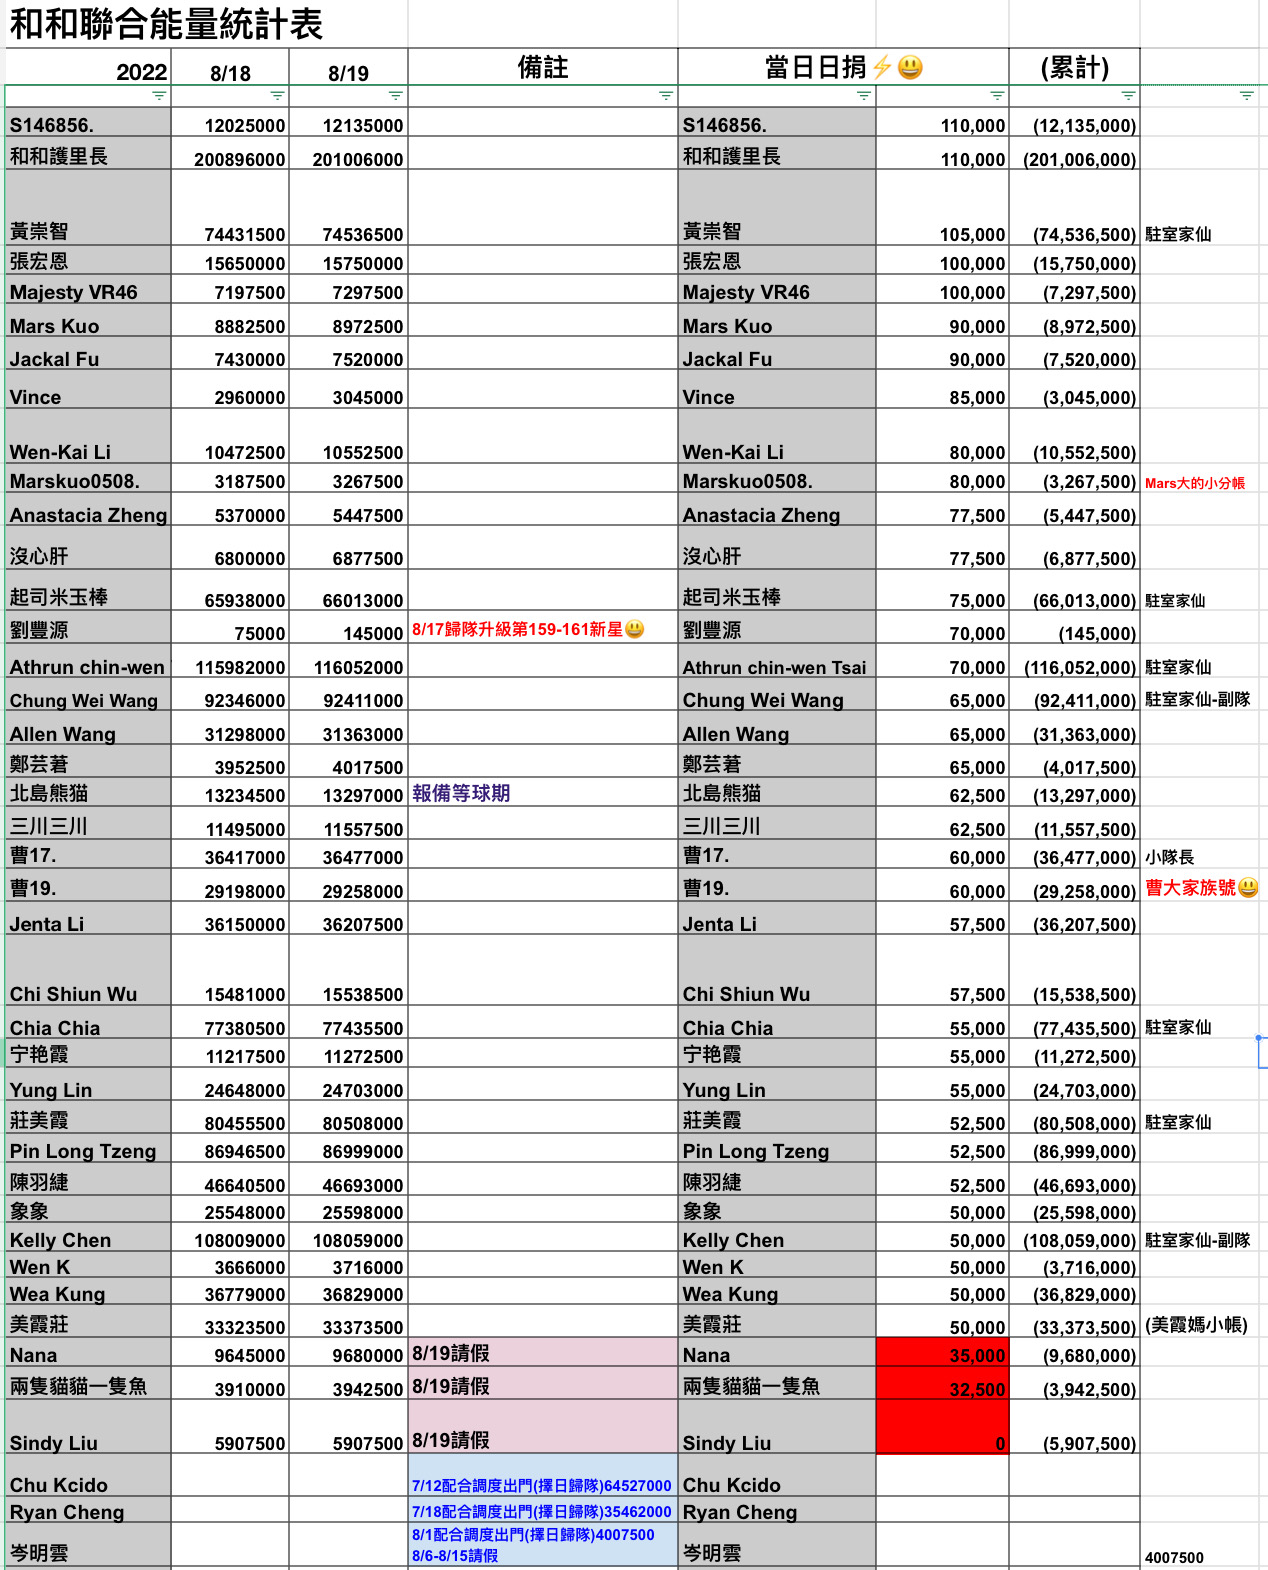 和和聯合能量統計表
2022 8/18 8/19 備註 當日日捐⚡😃 (累計)
S146856. 12025000 12135000 S146856. 110,000 (12,135,000)
和和護里長 200896000 201006000 和和護里長 110,000 (201,006,000)
黃崇智 74431500 74536500 黃崇智 105,000 (74,536,500) 駐室家仙
張宏恩 15650000 15750000 張宏恩 100,000 (15,750,000)
Majesty VR46 7197500 7297500 Majesty VR46 100,000 (7,297,500)
Mars Kuo 8882500 8972500 Mars Kuo 90,000 (8,972,500)
Jackal Fu 7430000 7520000 Jackal Fu 90,000 (7,520,000)
Vince 2960000 3045000 Vince 85,000 (3,045,000)
Wen-Kai Li 10472500 10552500 Wen-Kai Li 80,000 (10,552,500)
Marskuo0508. 3187500 3267500 Marskuo0508. 80,000 (3,267,500) Mars大的小分帳
Anastacia Zheng 5370000 5447500 Anastacia Zheng 77,500 (5,447,500)
沒心肝 6800000 6877500 沒心肝 77,500 (6,877,500)
起司米玉棒 65938000 66013000 起司米玉棒 75,000 (66,013,000) 駐室家仙
劉豐源 75000 145000 8/17歸隊升級第159-161新星😃 劉豐源 70,000 (145,000)
Athrun chin-wen 115982000 116052000 Athrun chin-wen Tsai 70,000 (116,052,000) 駐室家仙
Chung Wei Wang 92346000 92411000 Chung Wei Wang 65,000 (92,411,000) 駐室家仙-副隊
Allen Wang 31298000 31363000 Allen Wang 65,000 (31,363,000)
鄭芸莙 3952500 4017500 鄭芸莙 65,000 (4,017,500)
北島熊猫 13234500 13297000 報備等球期 北島熊猫 62,500 (13,297,000)
三川三川 11495000 11557500 三川三川 62,500 (11,557,500)
曹17. 36417000 36477000 曹17. 60,000 (36,477,000) 小隊長
曹19. 29198000 29258000 曹19. 60,000 (29,258,000) 曹大家族號😃
Jenta Li 36150000 36207500 Jenta Li 57,500 (36,207,500)
Chi Shiun Wu 15481000 15538500 Chi Shiun Wu 57,500 (15,538,500)
Chia Chia 77380500 77435500 Chia Chia 55,000 (77,435,500) 駐室家仙
宁艳霞 11217500 11272500 宁艳霞 55,000 (11,272,500)
Yung Lin 24648000 24703000 Yung Lin 55,000 (24,703,000)
莊美霞 80455500 80508000 莊美霞 52,500 (80,508,000) 駐室家仙
Pin Long Tzeng 86946500 86999000 Pin Long Tzeng 52,500 (86,999,000)
陳羽緁 46640500 46693000 陳羽緁 52,500 (46,693,000)
象象 25548000 25598000 象象 50,000 (25,598,000)
Kelly Chen 108009000 108059000 Kelly Chen 50,000 (108,059,000) 駐室家仙-副隊
Wen K 3666000 3716000 Wen K 50,000 (3,716,000)
Wea Kung 36779000 36829000 Wea Kung 50,000 (36,829,000)
美霞莊 33323500 33373500 美霞莊 50,000 (33,373,500) (美霞媽小帳)
Nana 9645000 9680000 8/19請假 Nana 35,000 (9,680,000)
兩隻貓貓一隻魚 3910000 3942500 8/19請假 兩隻貓貓一隻魚 32,500 (3,942,500)
Sindy Liu 5907500 5907500 8/19請假 Sindy Liu 0 (5,907,500)
Chu Kcido 7/12配合調度出門(擇日歸隊)64527000 Chu Kcido
Ryan Cheng 7/18配合調度出門(擇日歸隊)35462000 Ryan Cheng
8/1配合調度出門(擇日歸隊)4007500
岑明雲 8/6-8/15請假 岑明雲 4007500